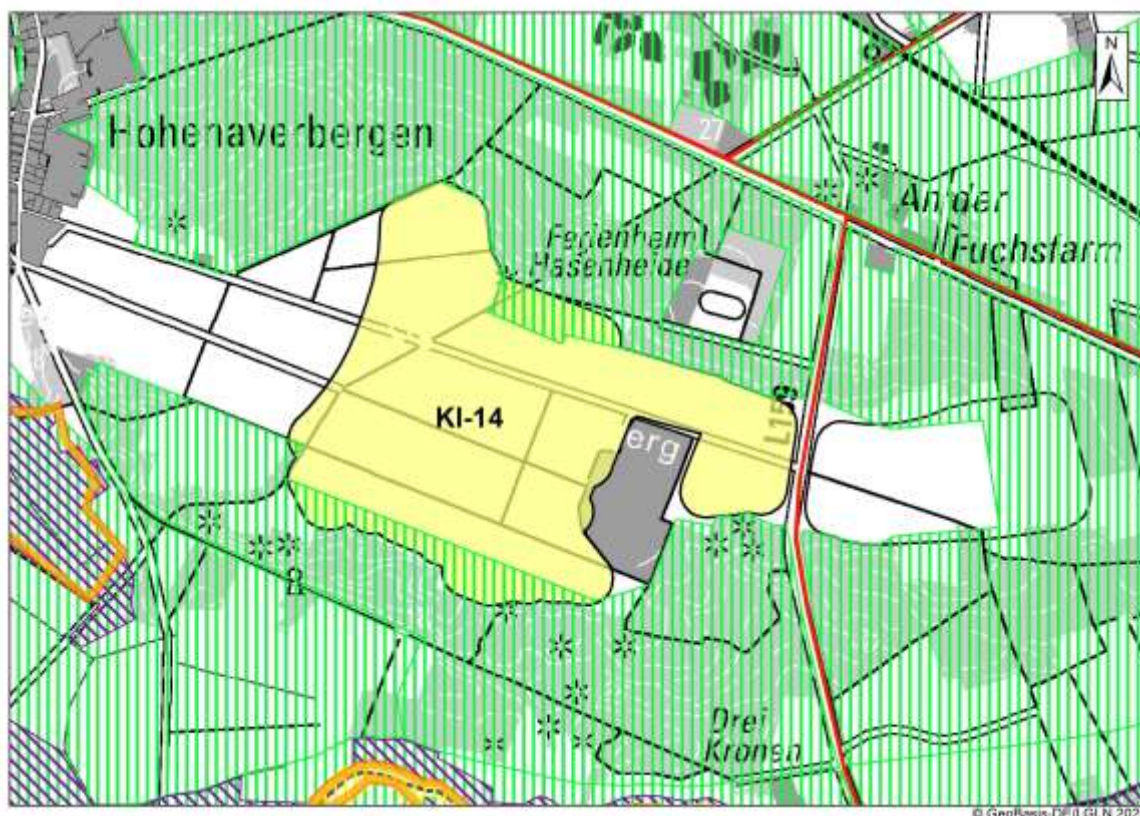 N
27
Hohenaverbergen
An der
Fuchsfarm
Ferienheim
Hasenheide
KI-14
erg
Drei
Kronen
© GeoBasis-DE/LGLN 202